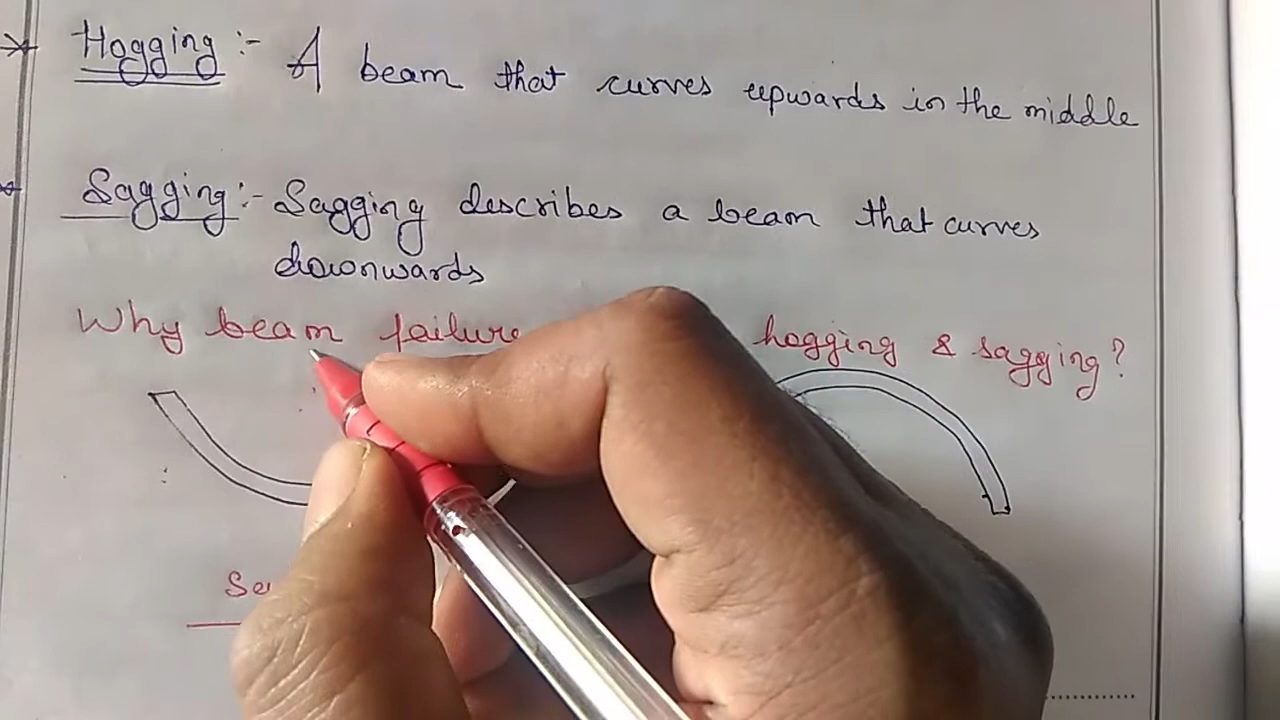 Hogging :- A beam that curves upwards in the middle
Sagging :- Sagging describes a beam that curves
downwards
Why beam failure hogging & sagging?